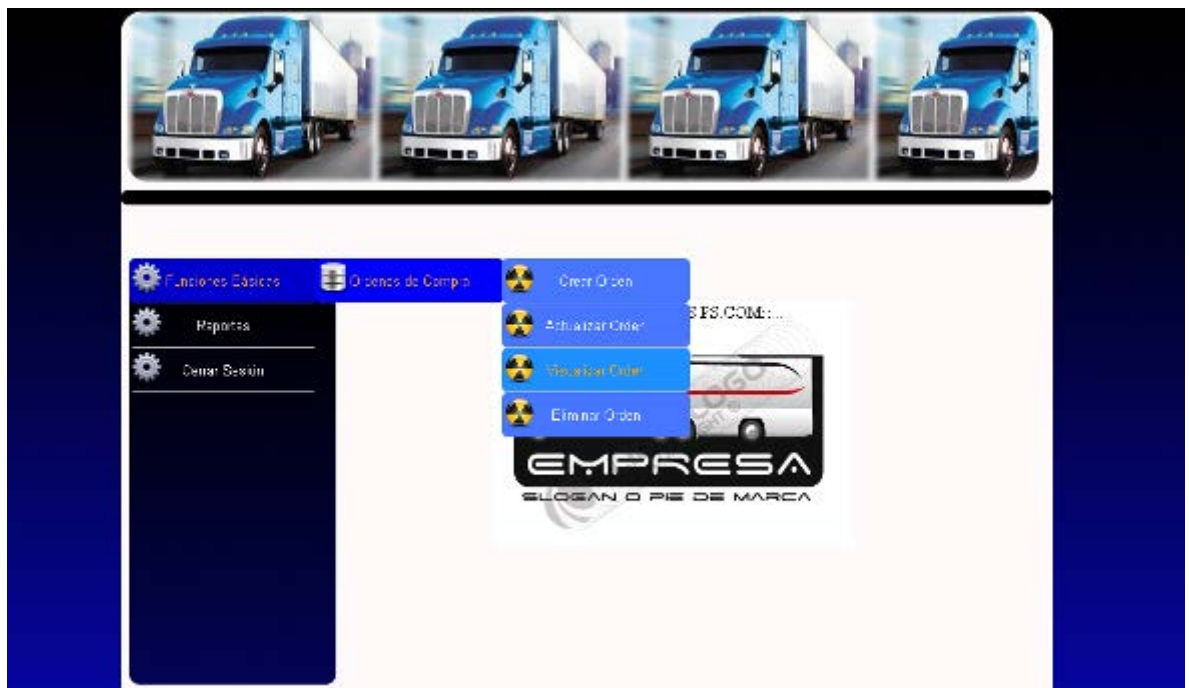 Funciones Básicas
Ordenes de Compra
Crear Orden
Reportes
Actualizar Orden
S.COM::...
Cerrar Sesión
Visualizar Orden
Eliminar Orden
EMPRESA
SLOGAN O PIE DE MARCA